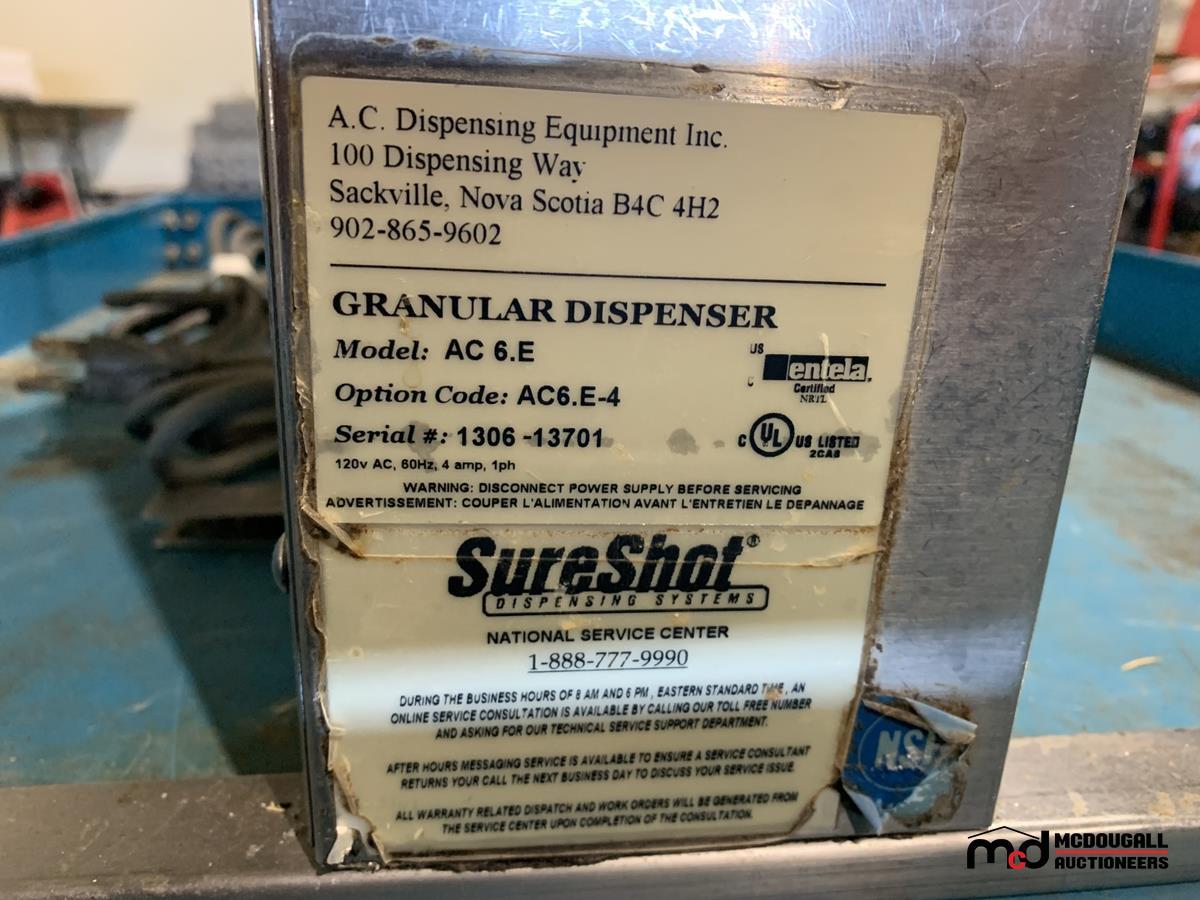 A.C. Dispensing Equipment Inc.
100 Dispensing Way
Sackville, Nova Scotia B4C 4H2
902-865-9602
GRANULAR DISPENSER
Model: AC 6.E
Option Code: AC6.E-4
Serial #: 1306 -13701
120v AC, 60Hz, 4 amp, 1ph
US
C
entela
Certified
NRTL
C UL US LISTED
2CA8
WARNING: DISCONNECT POWER SUPPLY BEFORE SERVICING
ADVERTISSEMENT: COUPER L'ALIMENTATION AVANT L'ENTRETIEN LE DEPANNAGE
SureShot®
DISPENSING SYSTEMS
NATIONAL SERVICE CENTER
1-888-777-9990
DURING THE BUSINESS HOURS OF 8 AM AND 6 PM , EASTERN STANDARD TIME , AN
ONLINE SERVICE CONSULTATION IS AVAILABLE BY CALLING OUR TOLL FREE NUMBER
AND ASKING FOR OUR TECHNICAL SERVICE SUPPORT DEPARTMENT.
AFTER HOURS MESSAGING SERVICE IS AVAILABLE TO ENSURE A SERVICE CONSULTANT
RETURNS YOUR CALL THE NEXT BUSINESS DAY TO DISCUSS YOUR SERVICE ISSUE.
ALL WARRANTY RELATED DISPATCH AND WORK ORDERS WILL BE GENERATED FROM
THE SERVICE CENTER UPON COMPLETION OF THE CONSULTATION.
NSF
mcd MCDOUGALL
AUCTIONEERS